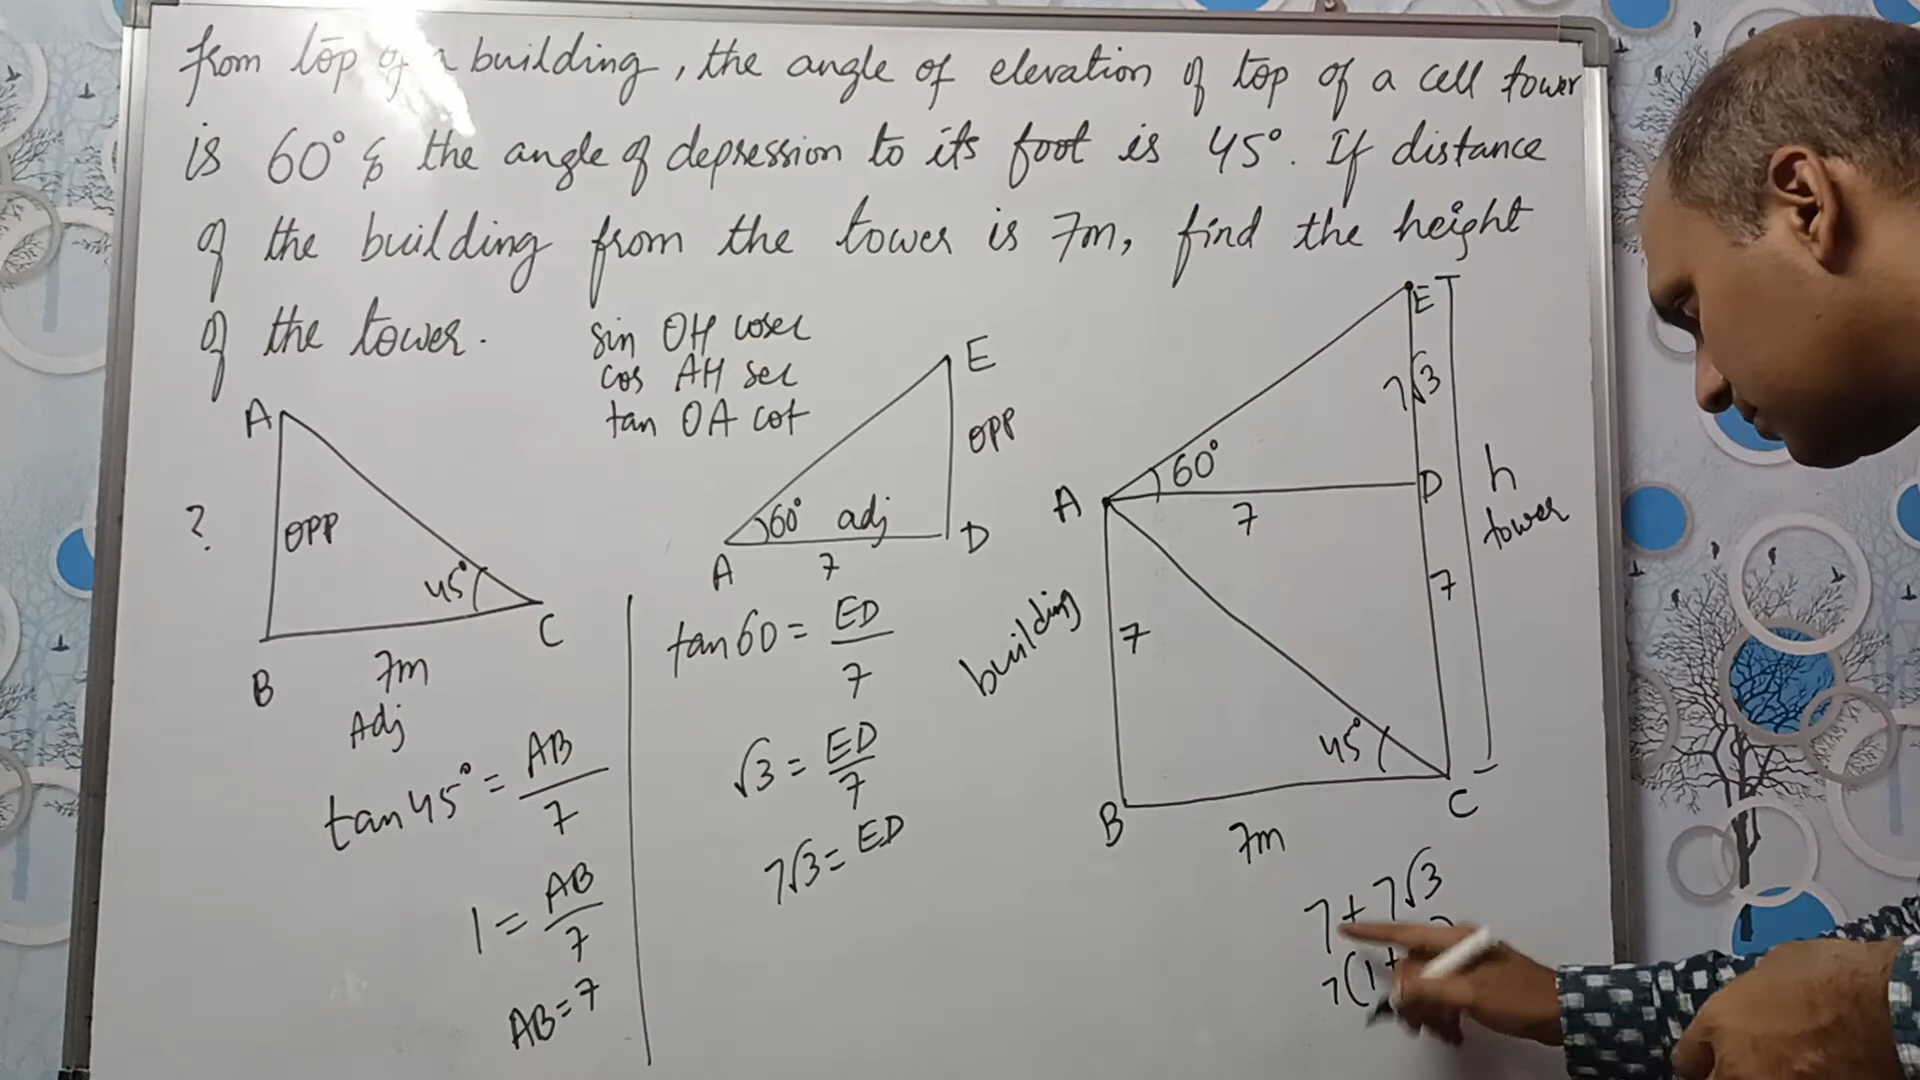 from top of a building, the angle of elevation of top of a cell tower
is 60° & the angle of depression to its foot is 45°. If distance
of the building from the tower is 7m, find the height
of the tower.
sin OH cosec
cos AH sec
tan OA cot
A
?
opp
45°
B
C
7m
Adj
tan 45° = AB/7
1 = AB/7
AB = 7
E
opp
60° adj
A
7
D
tan 60 = ED/7
√3 = ED/7
7√3 = ED
E
7√3
60°
A
7
D
h
tower
building
7
7
45°
B
7m
C
7 + 7√3
7(1+